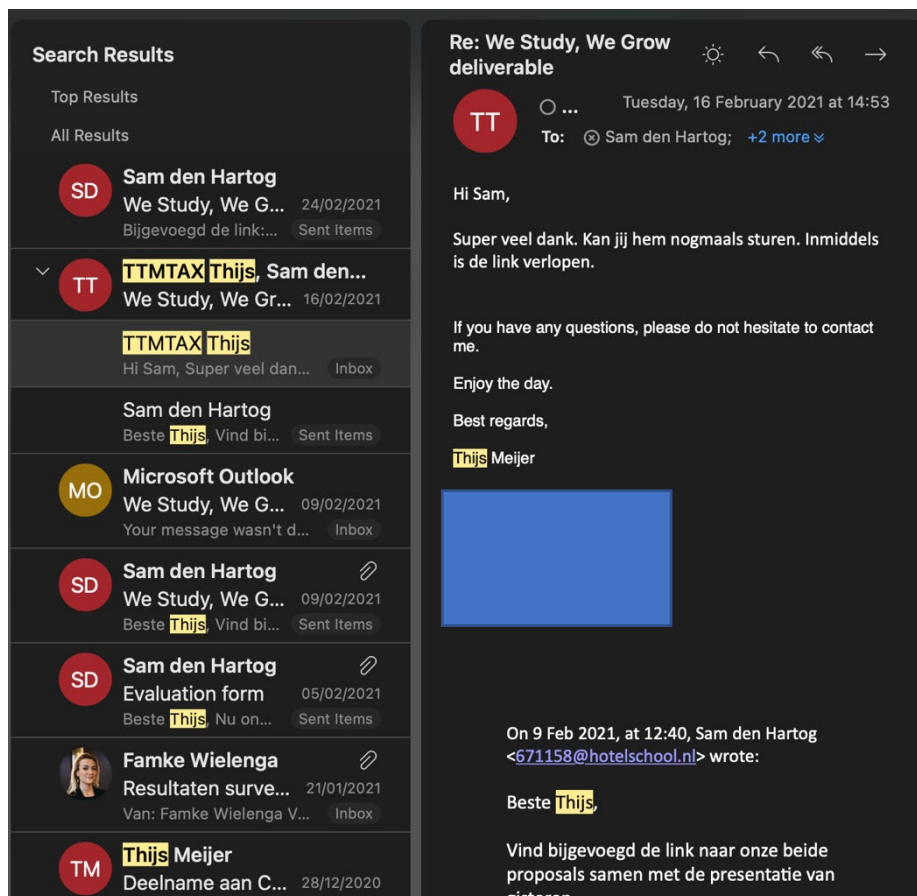 Search Results
Top Results
All Results
SD
Sam den Hartog
We Study, We G... 24/02/2021
Bijgevoegd de link:... Sent Items
TT
TTMTAX Thijs, Sam den...
We Study, We Gr... 16/02/2021
TTMTAX Thijs
Hi Sam, Super veel dan... Inbox
Sam den Hartog
Beste Thijs, Vind bi... Sent Items
MO
Microsoft Outlook
We Study, We G... 09/02/2021
Your message wasn't d... Inbox
SD
Sam den Hartog
We Study, We G... 09/02/2021
Beste Thijs, Vind bi... Sent Items
SD
Sam den Hartog
Evaluation form 05/02/2021
Beste Thijs, Nu on... Sent Items
Famke Wielenga
Resultaten surve... 21/01/2021
Van: Famke Wielenga V... Inbox
TM
Thijs Meijer
Deelname aan C... 28/12/2020
Re: We Study, We Grow
deliverable
TT
... Tuesday, 16 February 2021 at 14:53
To: Sam den Hartog; +2 more
Hi Sam,
Super veel dank. Kan jij hem nogmaals sturen. Inmiddels
is de link verlopen.
If you have any questions, please do not hesitate to contact
me.
Enjoy the day.
Best regards,
Thijs Meijer
On 9 Feb 2021, at 12:40, Sam den Hartog
<671158@hotelschool.nl> wrote:
Beste Thijs,
Vind bijgevoegd de link naar onze beide
proposals samen met de presentatie van